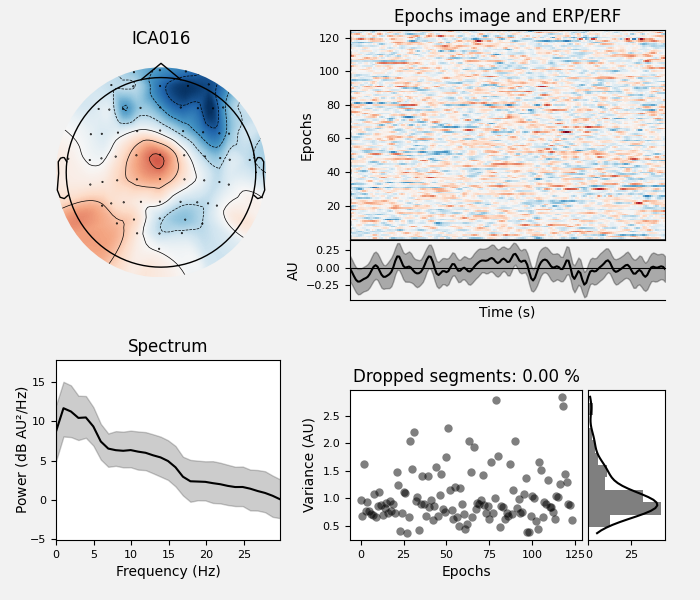 ICA016
Epochs image and ERP/ERF
120
100
80
60
40
20
Epochs
0.25
0.00
−0.25
AU
Time (s)
Spectrum
15
10
5
0
−5
Power (dB AU²/Hz)
0 5 10 15 20 25
Frequency (Hz)
Dropped segments: 0.00 %
2.5
2.0
1.5
1.0
0.5
Variance (AU)
0 25 50 75 100 125
Epochs
0 25